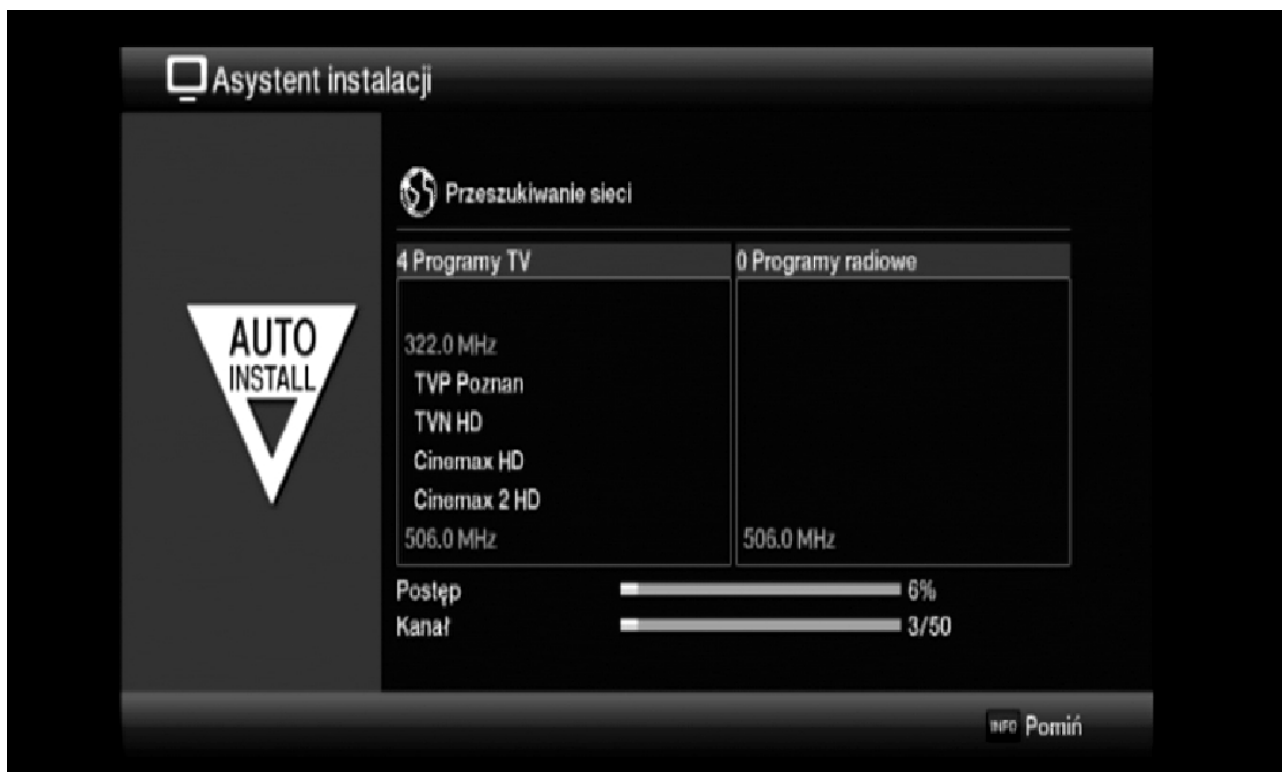 Asystent instalacji
Przeszukiwanie sieci
4 Programy TV
0 Programy radiowe
AUTO
INSTALL
322.0 MHz
TVP Poznan
TVN HD
Cinemax HD
Cinemax 2 HD
506.0 MHz
506.0 MHz
Postęp 6%
Kanał 3/50
INFO Pomiń